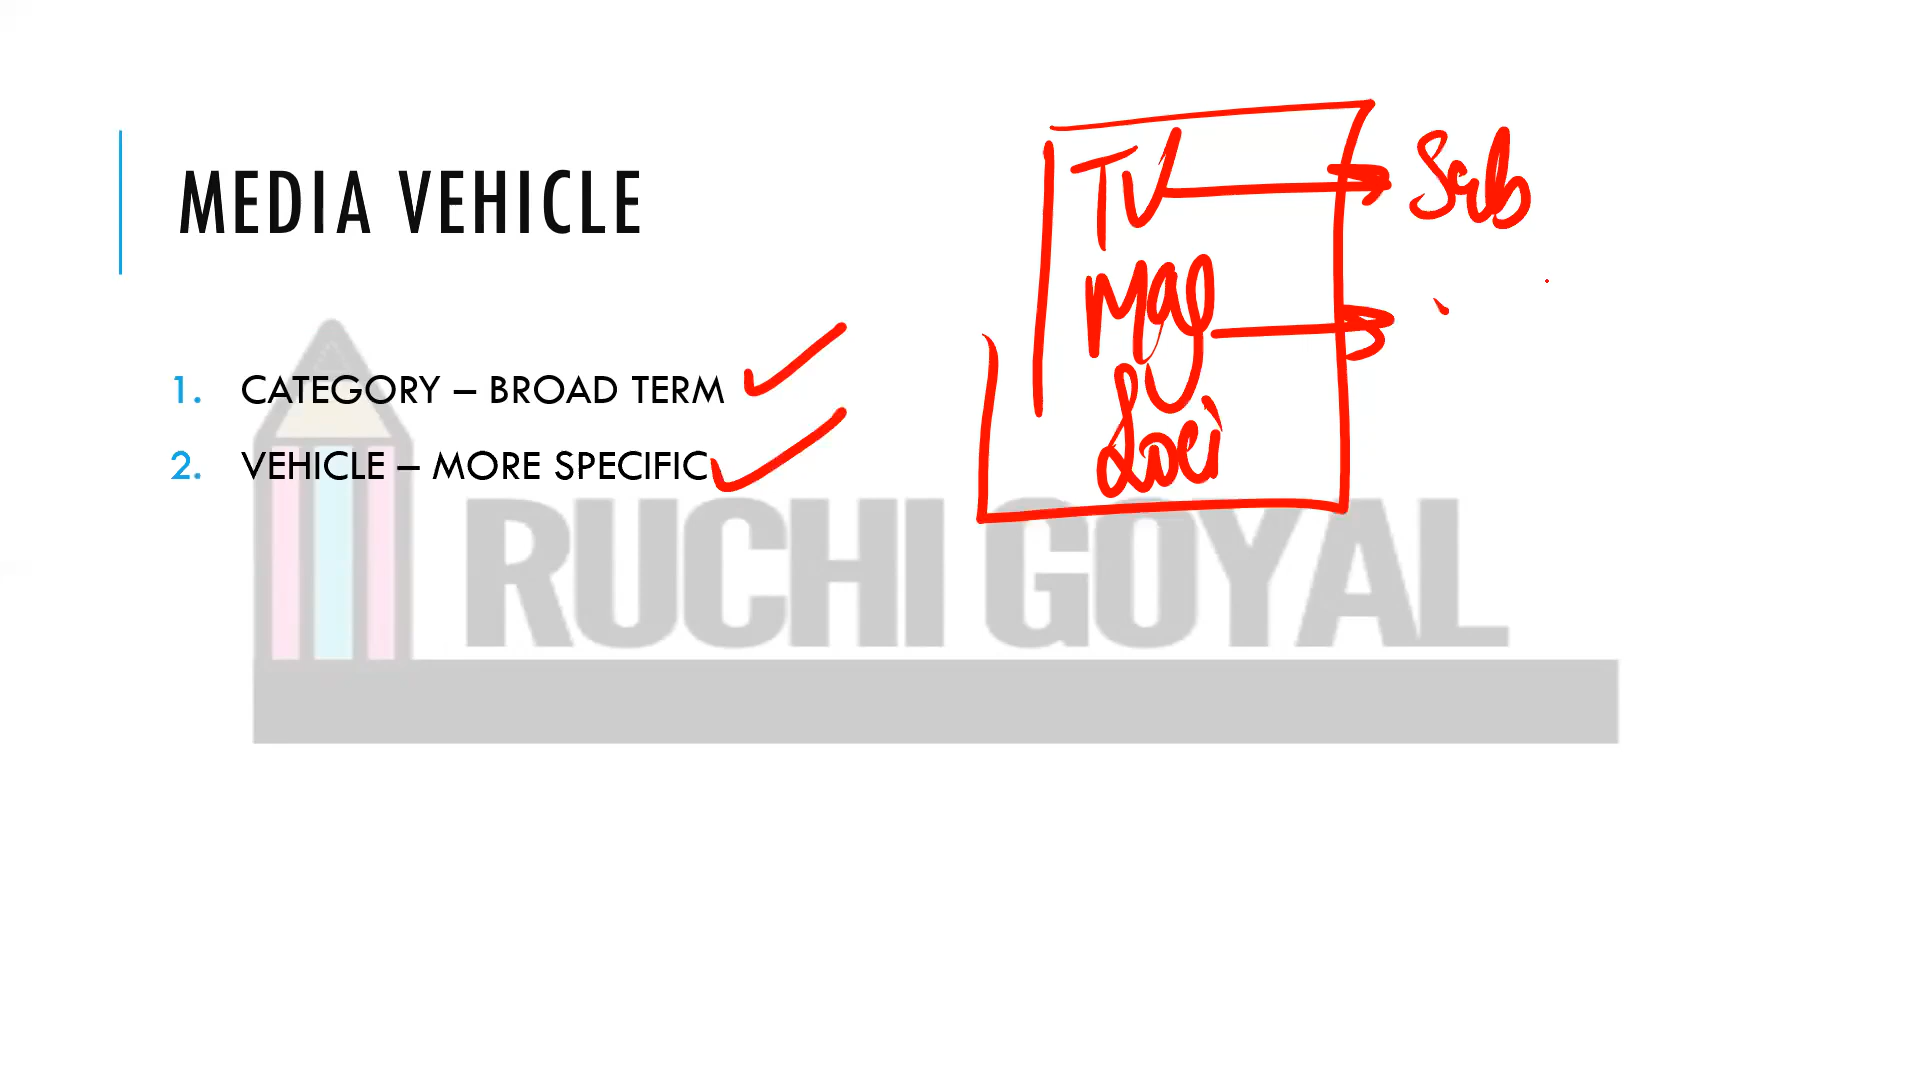 MEDIA VEHICLE
1. CATEGORY – BROAD TERM
2. VEHICLE – MORE SPECIFIC
TV
Mag
Sab
RUCHI GOYAL